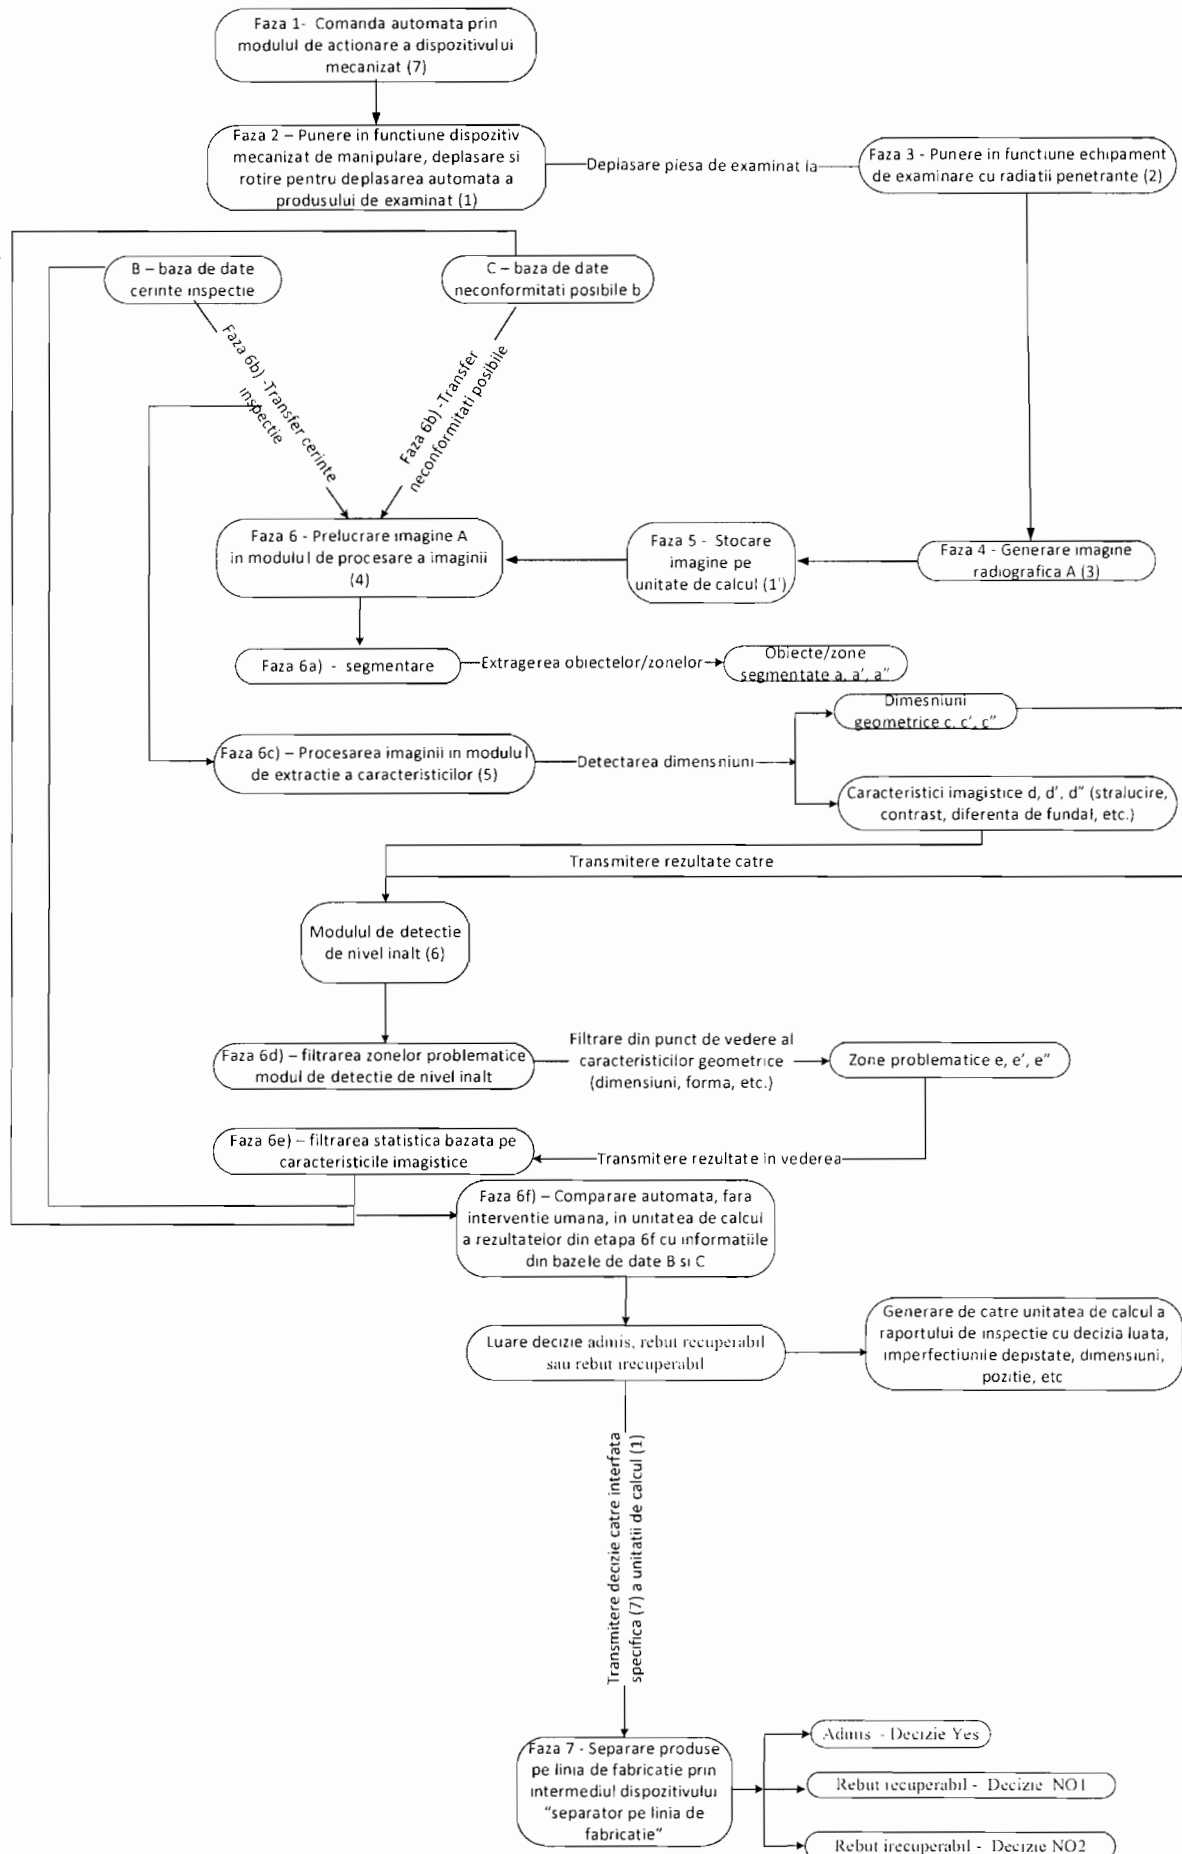 Faza 1- Comanda automata prin
modulul de actionare a dispozitivului
mecanizat (7)
Faza 2 – Punere in functiune dispozitiv
mecanizat de manipulare, deplasare si
rotire pentru deplasarea automata a
produsului de examinat (1)
Deplasare piesa de examinat la
Faza 3 - Punere in functiune echipament
de examinare cu radiatii penetrante (2)
B – baza de date
cerinte inspectie
C – baza de date
neconformitati posibile b
Faza 6b) -Transfer cerinte
inspectie
Faza 6b) -Transfer
neconformitati posibile
Faza 6 - Prelucrare imagine A
in modulul de procesare a imaginii
(4)
Faza 5 - Stocare
imagine pe
unitate de calcul (1')
Faza 4 - Generare imagine
radiografica A (3)
Faza 6a) - segmentare
Extragerea obiectelor/zonelor
Obiecte/zone
segmentate a, a', a"
Dimesniuni
geometrice c, c', c"
Faza 6c) – Procesarea imaginii in modulul
de extractie a caracteristicilor (5)
Detectarea dimensniuni
Caracteristici imagistice d, d', d" (stralucire,
contrast, diferenta de fundal, etc.)
Transmitere rezultate catre
Modulul de detectie
de nivel inalt (6)
Faza 6d) – filtrarea zonelor problematice
modul de detectie de nivel inalt
Filtrare din punct de vedere al
caracteristicilor geometrice
(dimensiuni, forma, etc.)
Zone problematice e, e', e"
Faza 6e) – filtrarea statistica bazata pe
caracteristicile imagistice
Transmitere rezultate in vederea
Faza 6f) – Comparare automata, fara
interventie umana, in unitatea de calcul
a rezultatelor din etapa 6f cu informatiile
din bazele de date B si C
Luare decizie admis, rebut recuperabil
sau rebut irecuperabil
Generare de catre unitatea de calcul a
raportului de inspectie cu decizia luata,
imperfectiunile depistate, dimensiuni,
pozitie, etc
Transmitere decizie catre interfata
specifica (7) a unitatii de calcul (1)
Faza 7 - Separare produse
pe linia de fabricatie prin
intermediul dispozitivului
"separator pe linia de
fabricatie"
Admis - Decizie Yes
Rebut recuperabil - Decizie NO1
Rebut irecuperabil - Decizie NO2